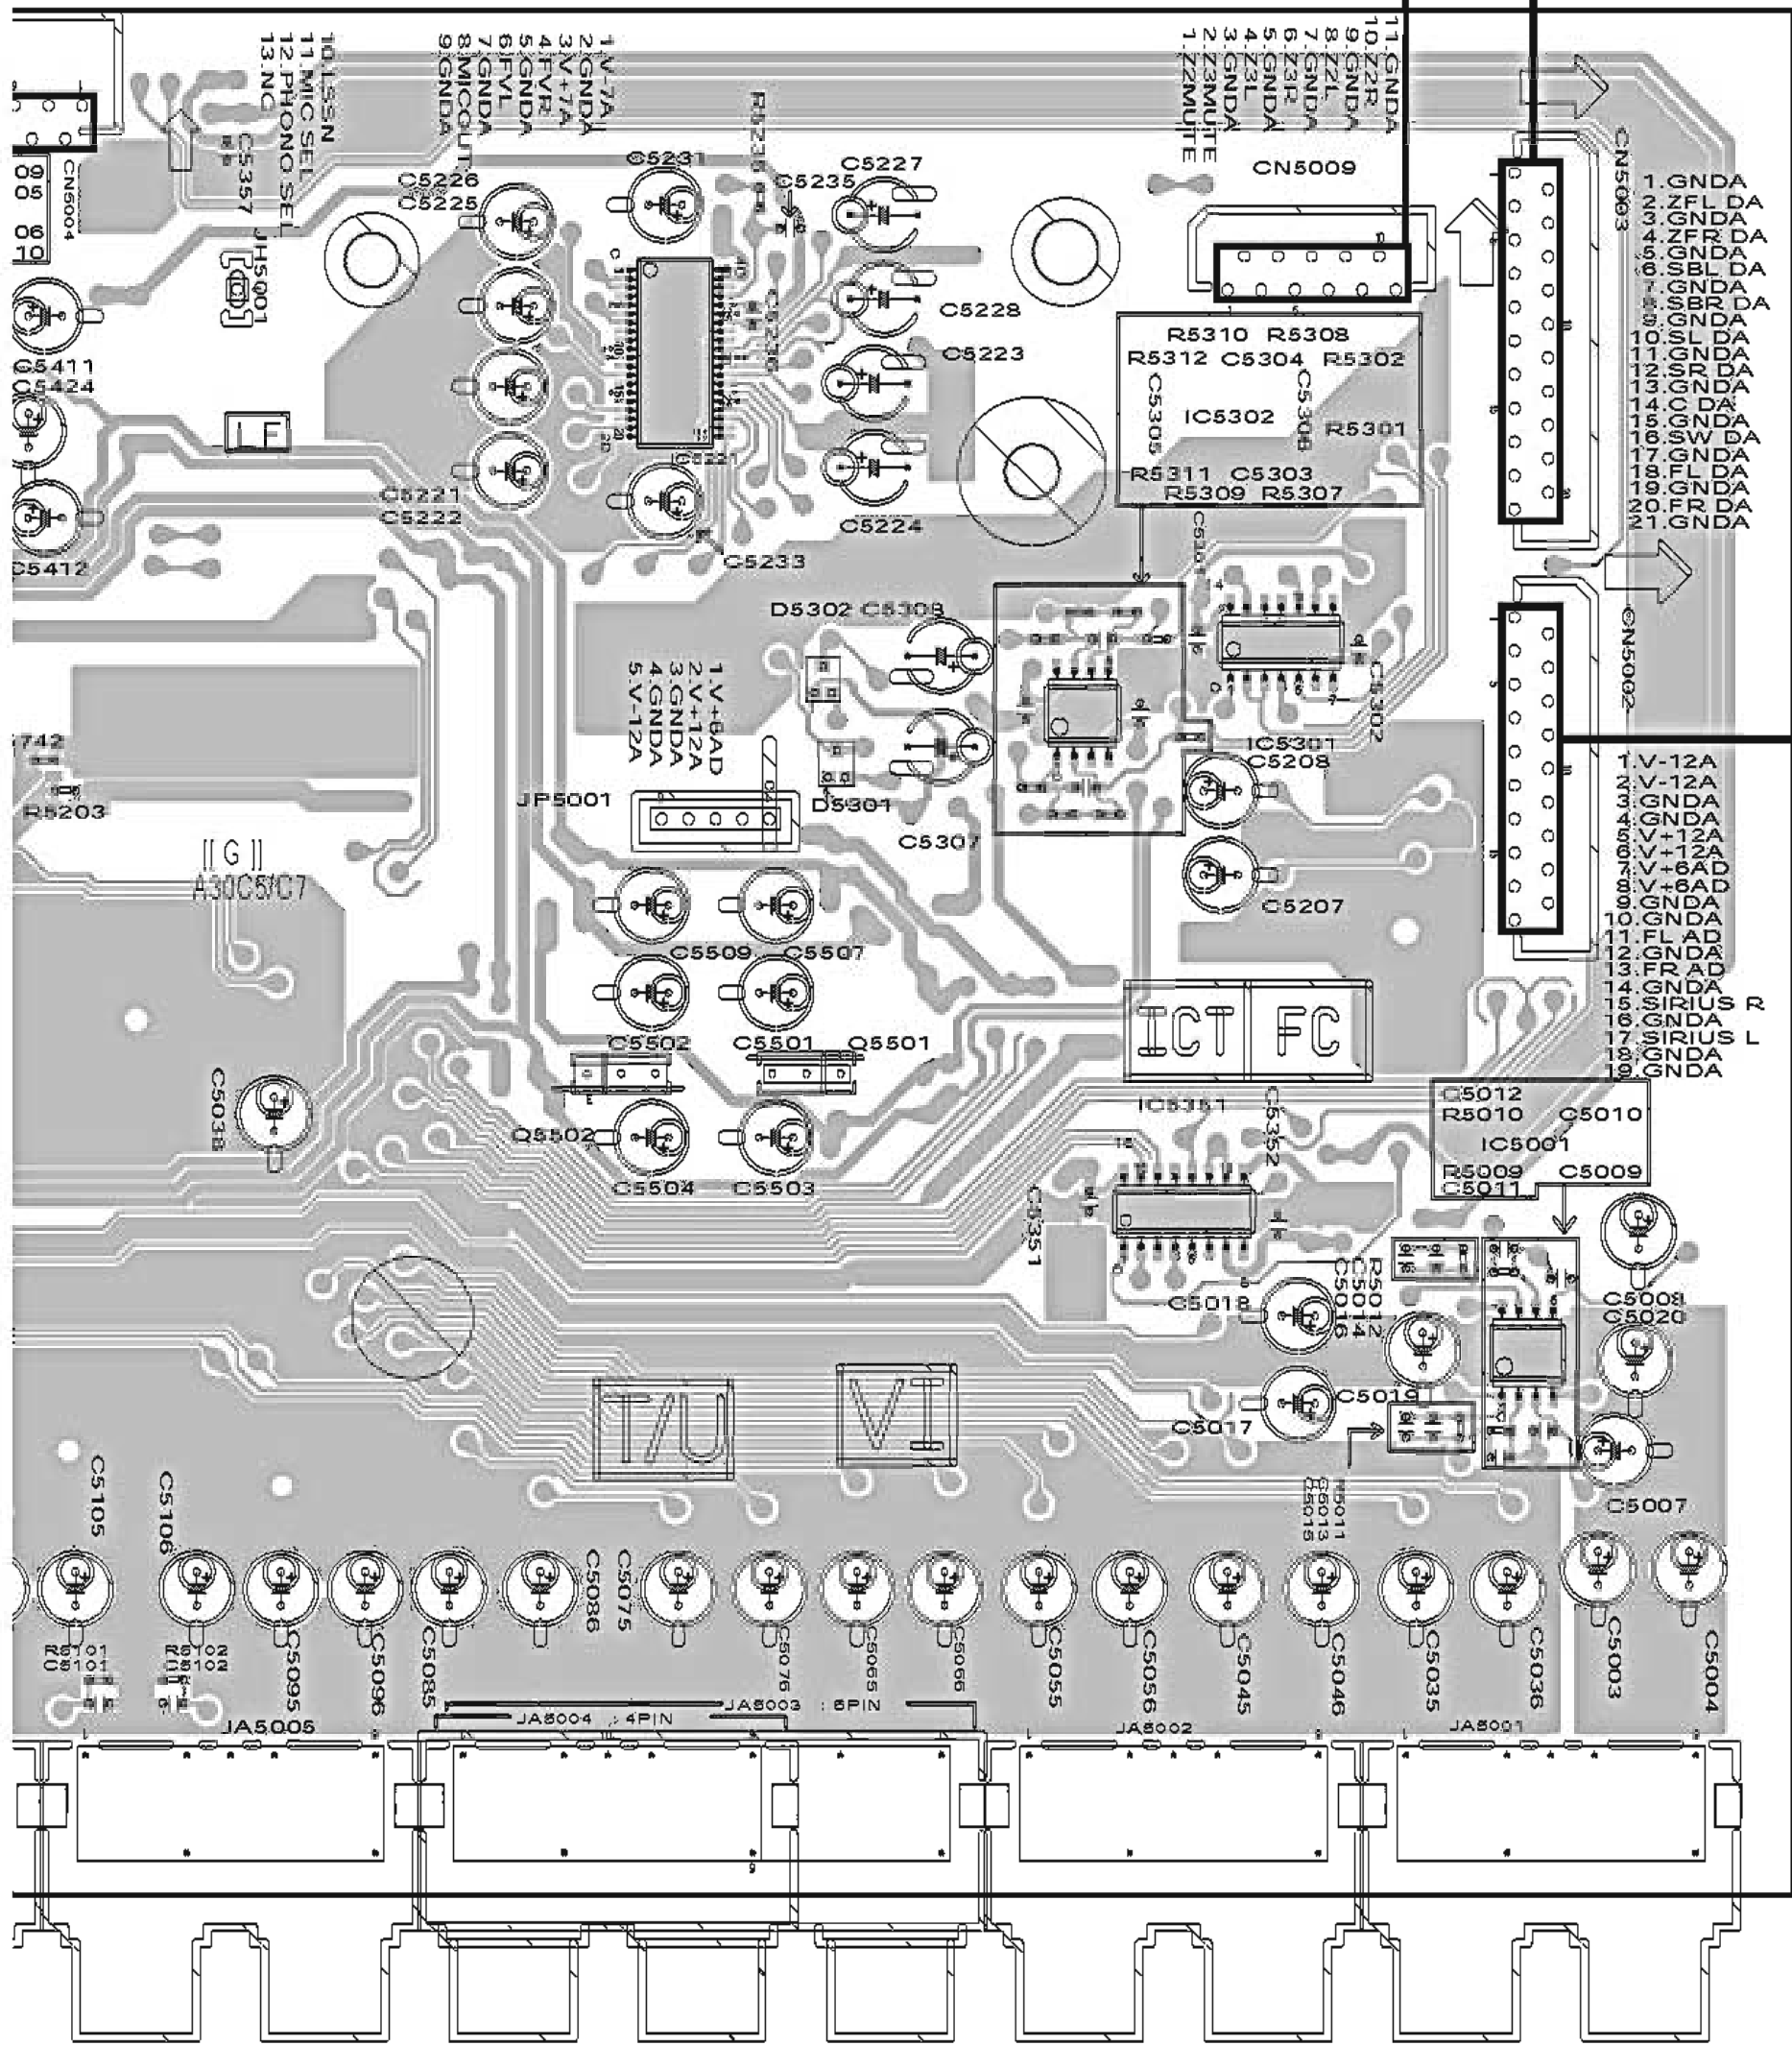 10.LSSN
11.MIC SEL
12.PHONO SEL
13.NC
1.V-7A
2.GNDA
3.V+7A
4.FVR
5.GNDA
6.FVL
7.GNDA
8.MICOUT
9.GNDA
11.GNDA
10.Z2R
9.GNDA
8.Z2L
7.GNDA
6.Z3R
5.GNDA
4.Z3L
3.GNDA
2.Z3MUTE
1.Z2MUTE
CN5009
CN5003
1.GNDA
2.ZFL DA
3.GNDA
4.ZFR DA
5.GNDA
6.SBL DA
7.GNDA
8.SBR DA
9.GNDA
10.SL DA
11.GNDA
12.SR DA
13.GNDA
14.C DA
15.GNDA
16.SW DA
17.GNDA
18.FL DA
19.GNDA
20.FR DA
21.GNDA
09
05
06
10
CN5004
C5357
C5226
C5225
C5231
C5235
C5227
C5228
C5223
C5224
C5233
C5411
C5424
C5412
C5221
C5222
R5310 R5308
R5312 C5304 R5302
C5305
IC5302
R5301
R5311 C5303
R5309 R5307
D5302
C5302
CN5002
1.V+6AD
2.V+12A
3.GNDA
4.GNDA
5.V-12A
742
R5203
JP5001
D5301
C5307
IC5301
C5208
C5207
1.V-12A
2.V-12A
3.GNDA
4.GNDA
5.V+12A
6.V+12A
7.V+6AD
8.V+6AD
9.GNDA
10.GNDA
11.FL AD
12.GNDA
13.FR AD
14.GNDA
15.SIRIUS R
16.GNDA
17.SIRIUS L
18.GNDA
19.GNDA
[[ G ]]
A30C5/C7
C5509
C5507
ICT FC
C5502
C5501
Q5501
Q5502
C5504
C5503
IC5351
C5352
C5351
Q5012
R5010 C5010
IC5001
R5009 C5009
C5011
C5018
R5012
C5014
C5016
C5020
C5019
C5017
C5007
T/U
VI
C5105
C5106
C5086
C5075
R5101
C5101
R5102
C5102
C5095
C5096
C5085
C5076
C5065
C5066
C5055
C5056
C5045
C5046
C5035
C5036
C5003
C5004
JA5005
JA5004 : 4PIN
JA5003 : 6PIN
JA5002
JA5001